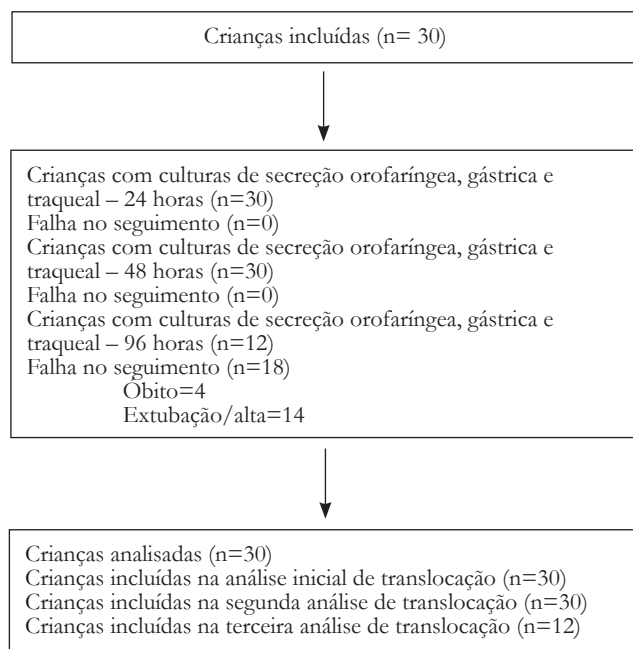 Crianças incluídas (n= 30)
Crianças com culturas de secreção orofaríngea, gástrica e
traqueal – 24 horas (n=30)
Falha no seguimento (n=0)
Crianças com culturas de secreção orofaríngea, gástrica e
traqueal – 48 horas (n=30)
Falha no seguimento (n=0)
Crianças com culturas de secreção orofaríngea, gástrica e
traqueal – 96 horas (n=12)
Falha no seguimento (n=18)
Óbito=4
Extubação/alta=14
Crianças analisadas (n=30)
Crianças incluídas na análise inicial de translocação (n=30)
Crianças incluídas na segunda análise de translocação (n=30)
Crianças incluídas na terceira análise de translocação (n=12)